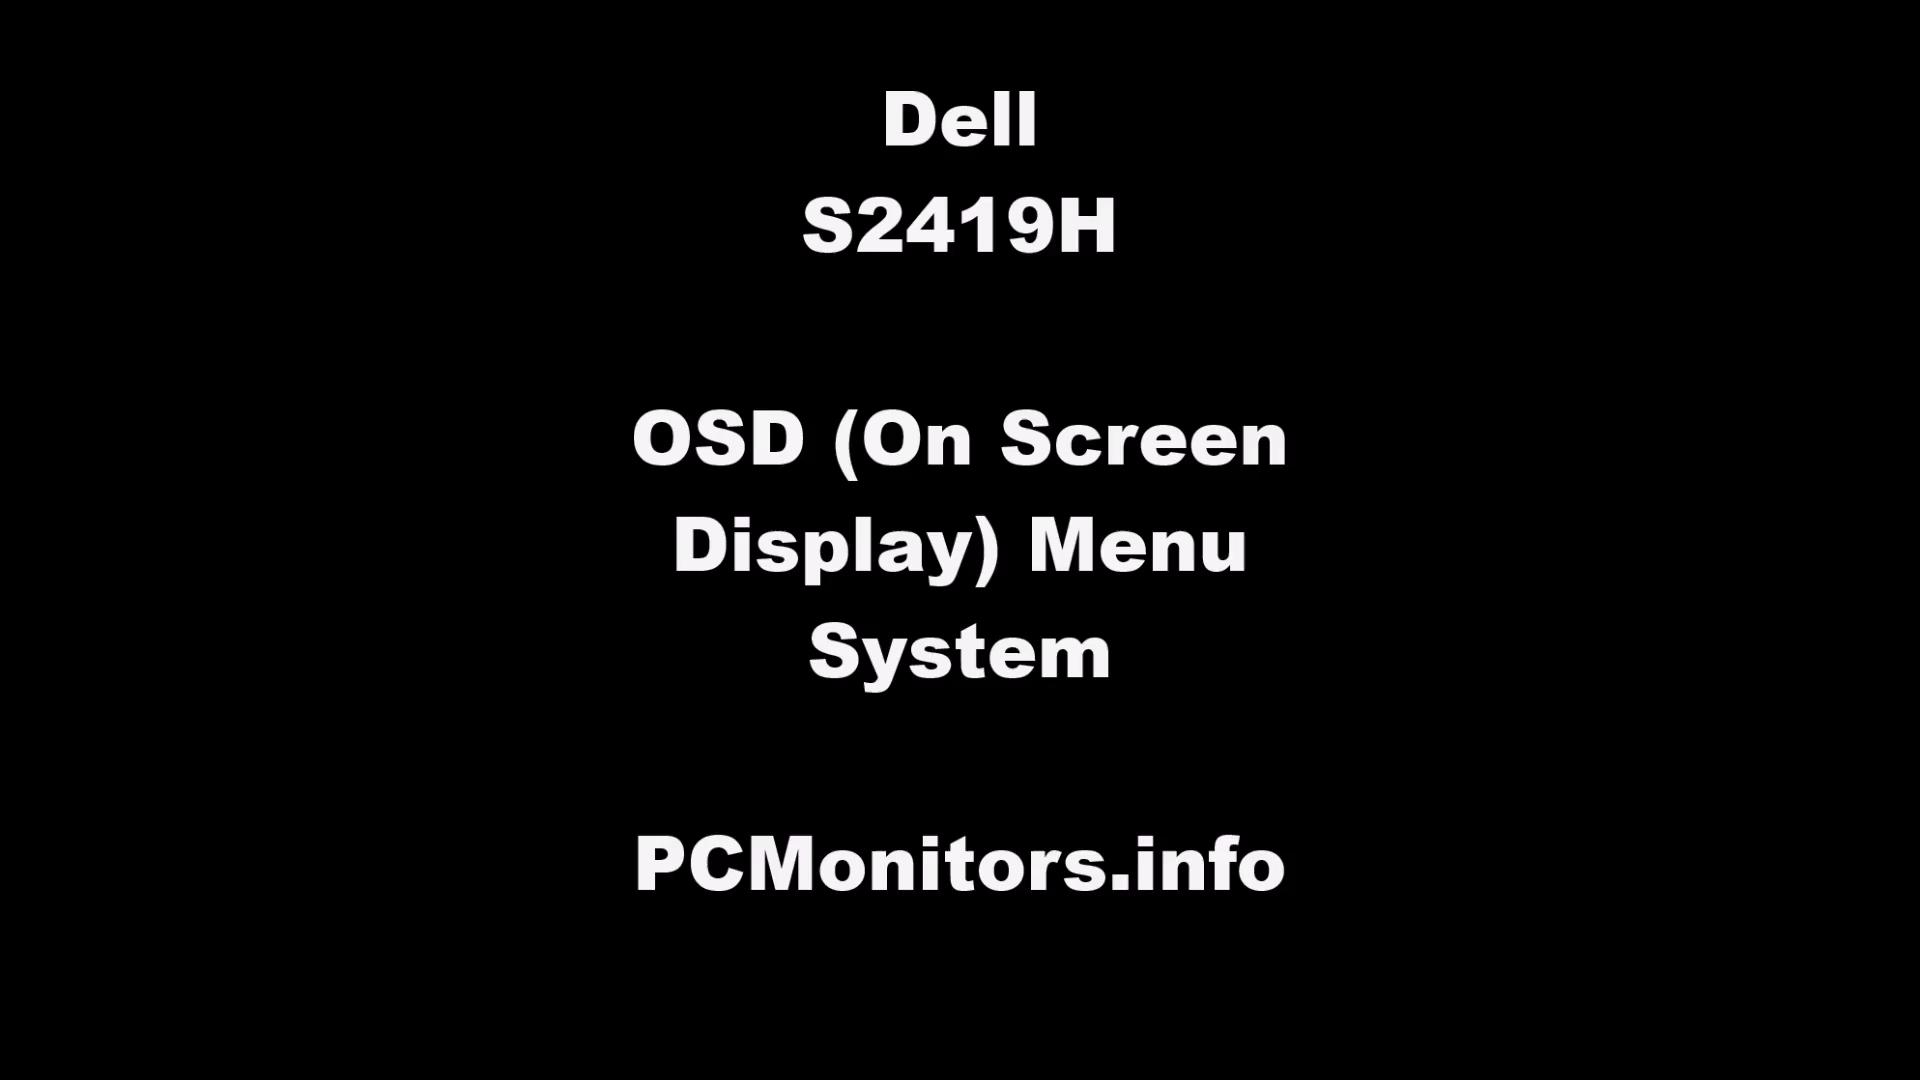 Dell
S2419H
OSD (On Screen
Display) Menu
System
PCMonitors.info